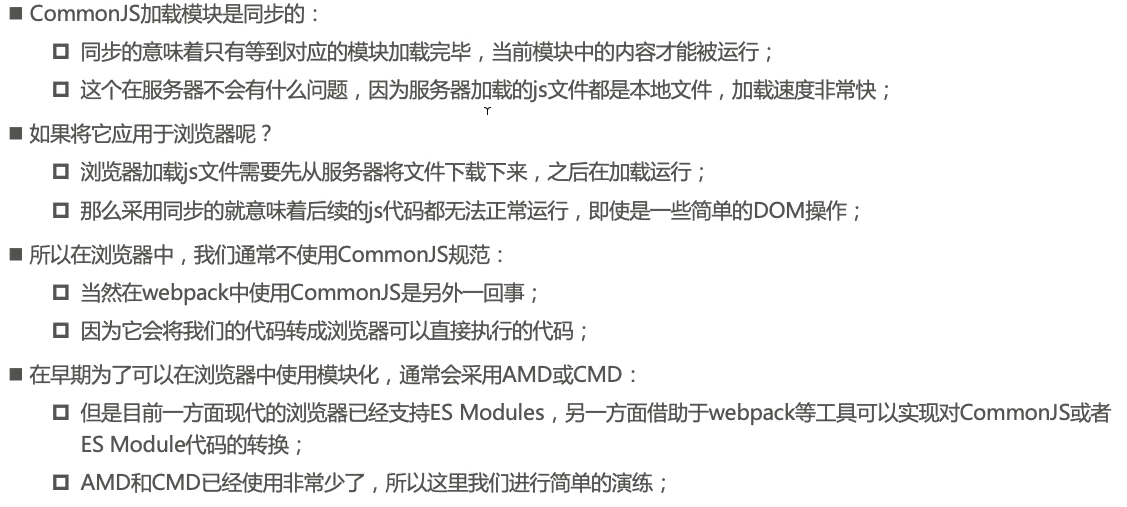 ■ CommonJS加载模块是同步的：
□ 同步的意味着只有等到对应的模块加载完毕，当前模块中的内容才能被运行；
□ 这个在服务器不会有什么问题，因为服务器加载的js文件都是本地文件，加载速度非常快；
■ 如果将它应用于浏览器呢？
□ 浏览器加载js文件需要先从服务器将文件下载下来，之后在加载运行；
□ 那么采用同步的就意味着后续的js代码都无法正常运行，即使是一些简单的DOM操作；
■ 所以在浏览器中，我们通常不使用CommonJS规范：
□ 当然在webpack中使用CommonJS是另外一回事；
□ 因为它会将我们的代码转成浏览器可以直接执行的代码；
■ 在早期为了可以在浏览器中使用模块化，通常会采用AMD或CMD：
□ 但是目前一方面现代的浏览器已经支持ES Modules，另一方面借助于webpack等工具可以实现对CommonJS或者
ES Module代码的转换；
□ AMD和CMD已经使用非常少了，所以这里我们进行简单的演练；